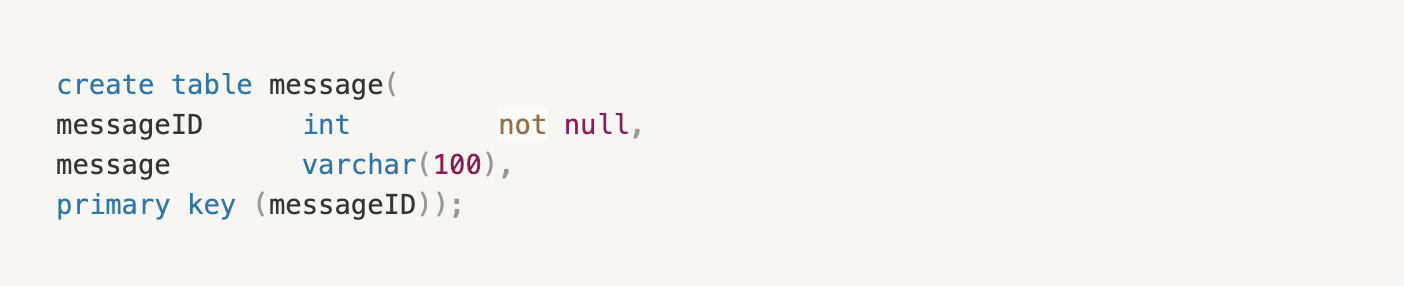 create table message(
messageID      int         not null,
message        varchar(100),
primary key (messageID));